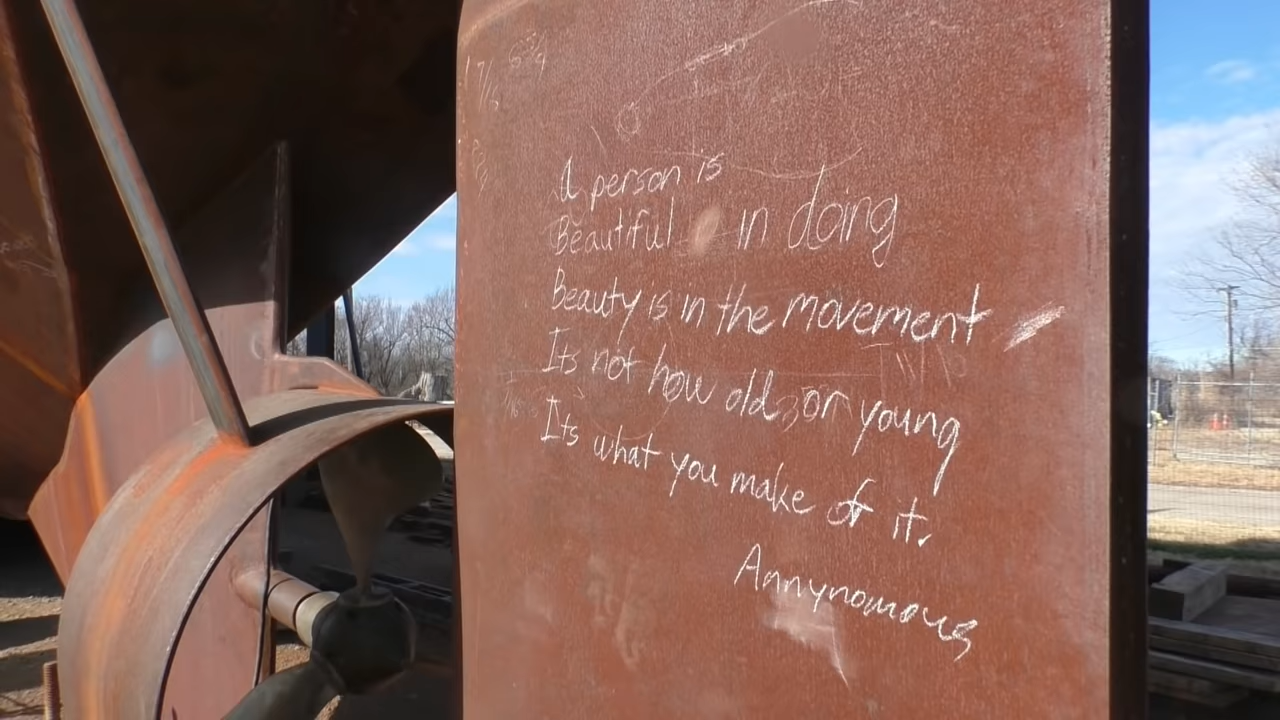 A person is
Beautiful in doing
Beauty is in the movement
Its not how old or young
Its what you make of it.
Annynomous